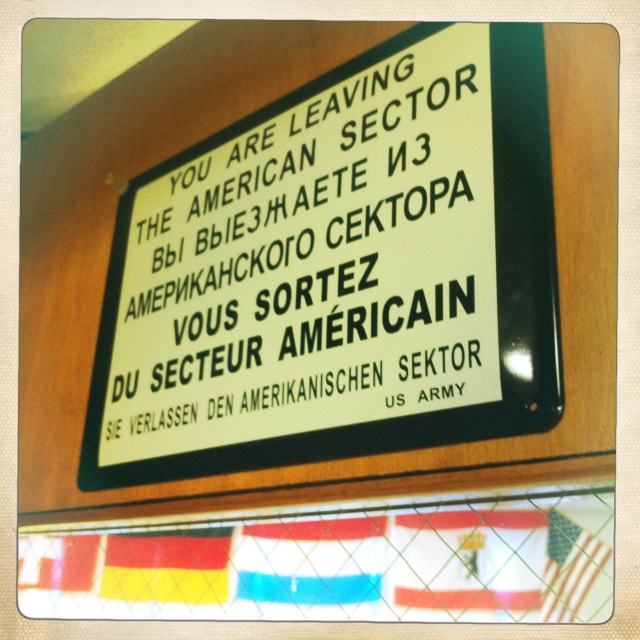 YOU ARE LEAVING
THE AMERICAN SECTOR
ВЫ ВЫЕЗЖАЕТЕ ИЗ
АМЕРИКАНСКОГО СЕКТОРА
VOUS SORTEZ
DU SECTEUR AMÉRICAIN
SIE VERLASSEN DEN AMERIKANISCHEN SEKTOR
US ARMY